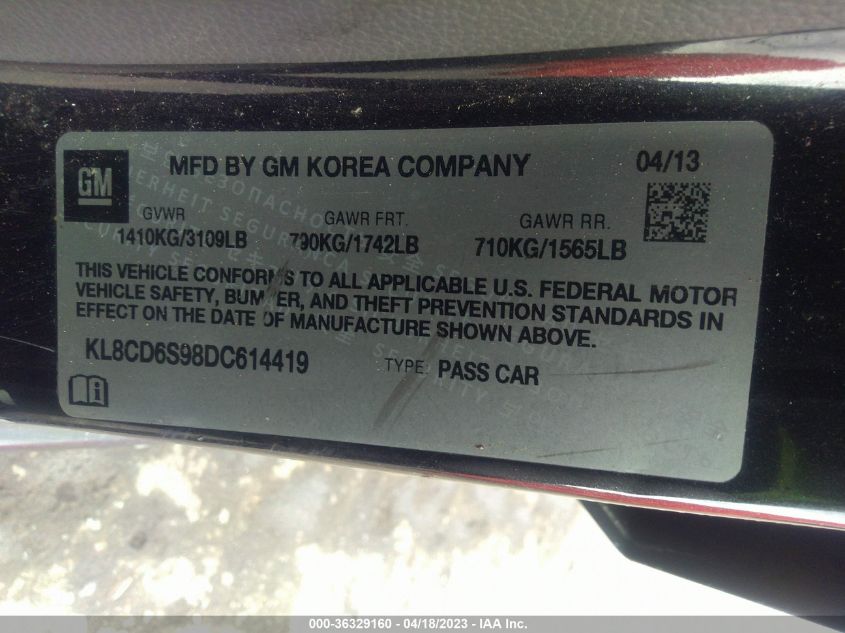 GM
MFD BY GM KOREA COMPANY 04/13
GVWR GAWR FRT. GAWR RR.
1410KG/3109LB 790KG/1742LB 710KG/1565LB
THIS VEHICLE CONFORMS TO ALL APPLICABLE U.S. FEDERAL MOTOR
VEHICLE SAFETY, BUMPER, AND THEFT PREVENTION STANDARDS IN
EFFECT ON THE DATE OF MANUFACTURE SHOWN ABOVE.
KL8CD6S98DC614419 TYPE: PASS CAR
000-36329160 - 04/18/2023 - IAA Inc.